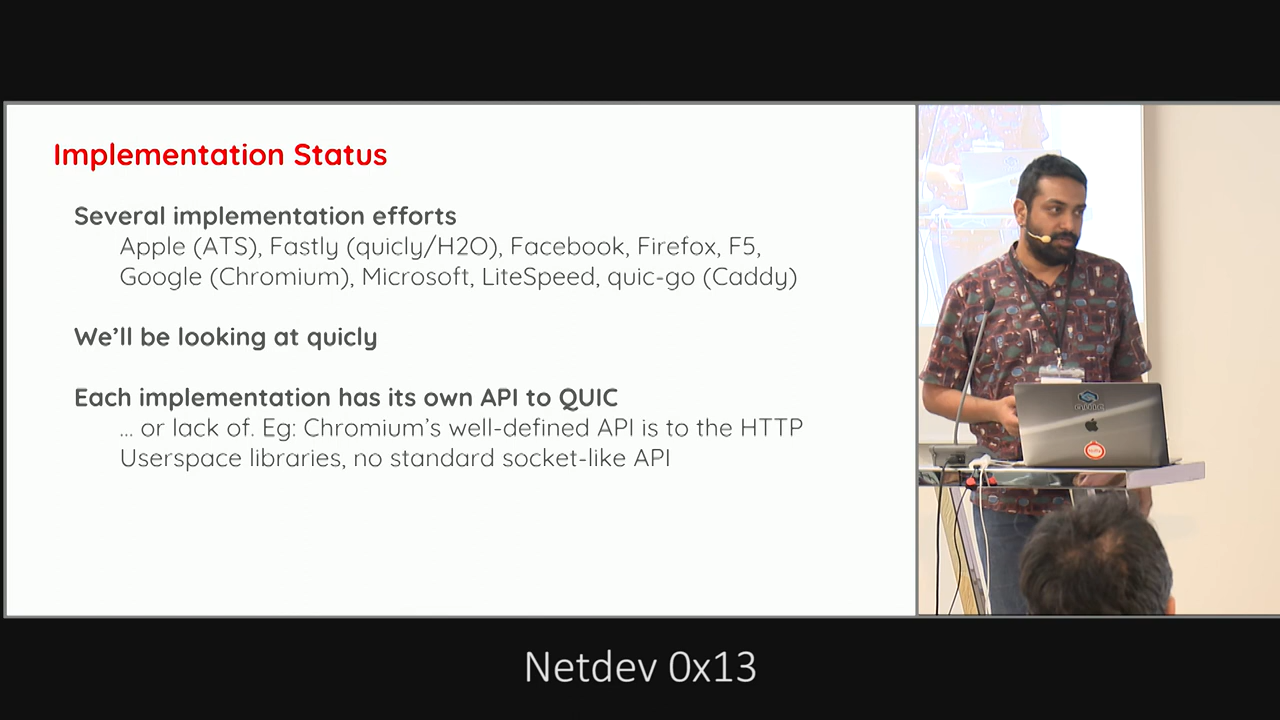 Implementation Status
Several implementation efforts
Apple (ATS), Fastly (quicly/H2O), Facebook, Firefox, F5,
Google (Chromium), Microsoft, LiteSpeed, quic-go (Caddy)
We'll be looking at quicly
Each implementation has its own API to QUIC
... or lack of. Eg: Chromium's well-defined API is to the HTTP
Userspace libraries, no standard socket-like API
QUIC
Netdev 0x13